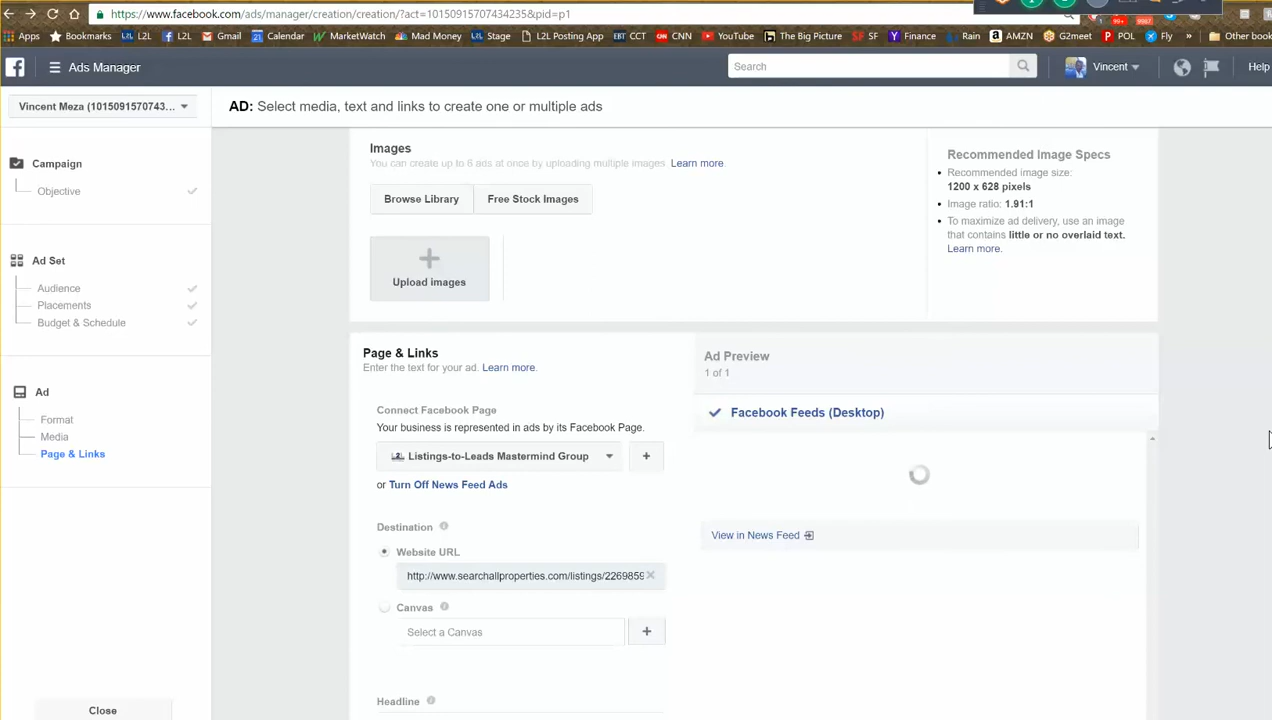 https://www.facebook.com/ads/manager/creation/creation/?act=10150915707434235&pid=p1
99+
9987
Apps Bookmarks L2L L2L Gmail 21 Calendar MarketWatch Mad Money Stage L2L Posting App EBT CCT CNN CNN YouTube The Big Picture SF SF Y Finance Rain a AMZN G2meet P POL Fly » Other book
f Ads Manager Search Vincent Help
Vincent Meza (1015091570743...
AD: Select media, text and links to create one or multiple ads
Campaign
Objective
Ad Set
Audience
Placements
Budget & Schedule
Ad
Format
Media
Page & Links
Close
Images
You can create up to 6 ads at once by uploading multiple images. Learn more.
Browse Library Free Stock Images
Upload images
Recommended Image Specs
• Recommended image size:
1200 x 628 pixels
• Image ratio: 1.91:1
• To maximize ad delivery, use an image
that contains little or no overlaid text.
Learn more.
Page & Links
Enter the text for your ad. Learn more.
Connect Facebook Page
Your business is represented in ads by its Facebook Page.
Listings-to-Leads Mastermind Group +
or Turn Off News Feed Ads
Destination
Website URL
http://www.searchallproperties.com/listings/2269859
Canvas
Select a Canvas +
Headline
Ad Preview
1 of 1
Facebook Feeds (Desktop)
View in News Feed